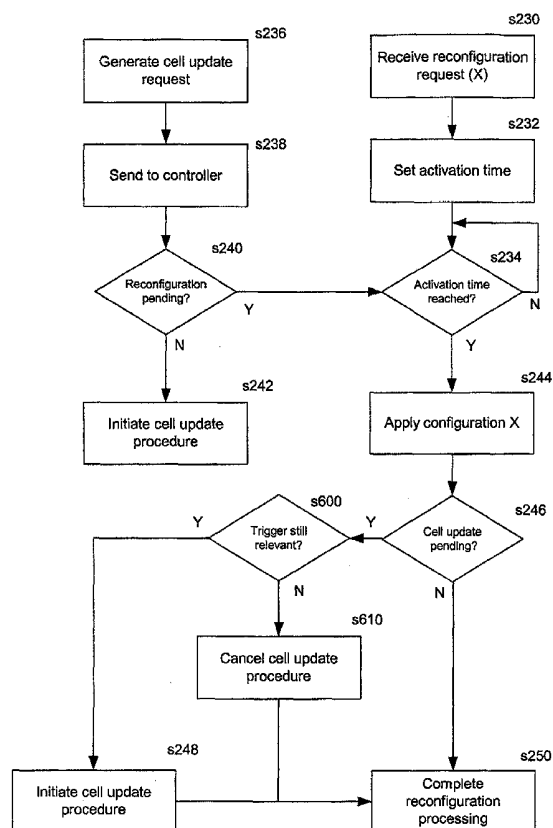 s236
Generate cell update
request
s230
Receive reconfiguration
request (X)
s238
Send to controller
s232
Set activation time
s240
Reconfiguration
pending?
Y
N
s234
Activation time
reached?
N
Y
s242
Initiate cell update
procedure
s244
Apply configuration X
s600
Trigger still
relevant?
Y
N
s246
Cell update
pending?
Y
N
s610
Cancel cell update
procedure
s248
Initiate cell update
procedure
s250
Complete
reconfiguration
processing